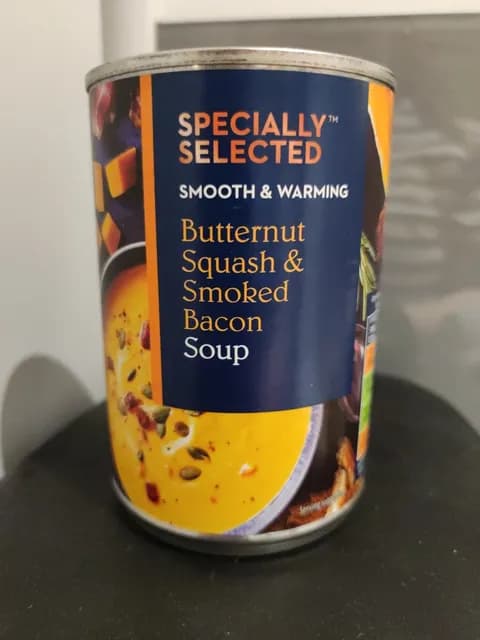 SPECIALLY™
SELECTED
SMOOTH & WARMING
Butternut
Squash &
Smoked
Bacon
Soup